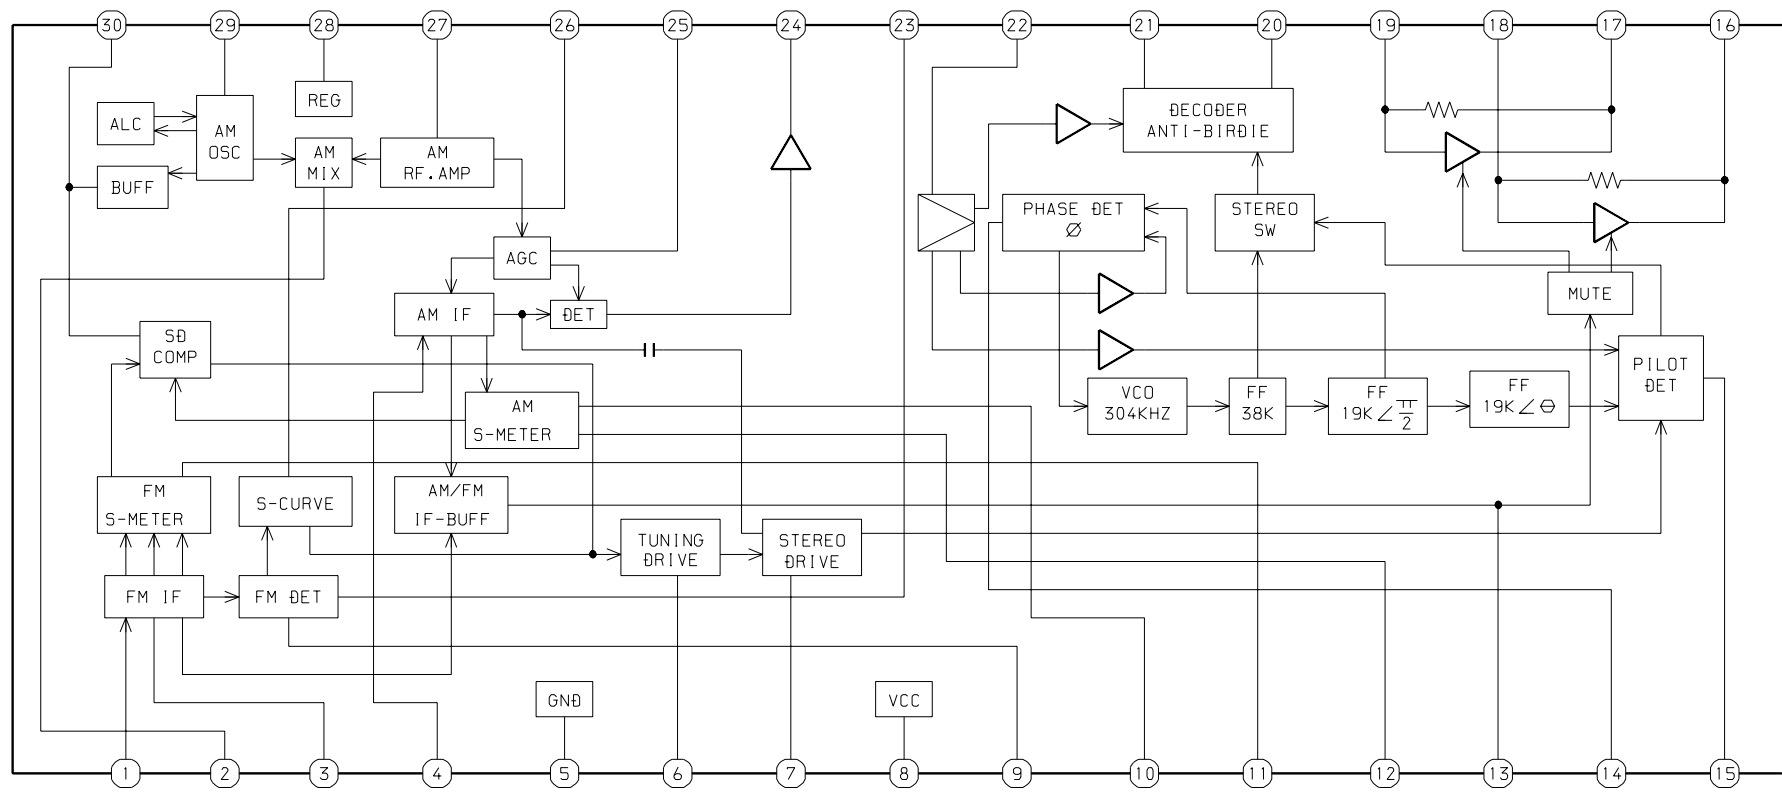 30 29 28 27 26 25 24 23 22 21 20 19 18 17 16
REG
ALC
AM
OSC
DECODER
ANTI-BIRDIE
AM
MIX
AM
RF.AMP
BUFF
PHASE DET
Ø
STEREO
SW
AGC
MUTE
AM IF
DET
SD
COMP
PILOT
DET
VCO
304KHZ
FF
38K
FF
19K∠π/2
FF
19K∠θ
AM
S-METER
FM
S-METER
S-CURVE
AM/FM
IF-BUFF
TUNING
DRIVE
STEREO
DRIVE
FM IF
FM DET
GND
VCC
1 2 3 4 5 6 7 8 9 10 11 12 13 14 15